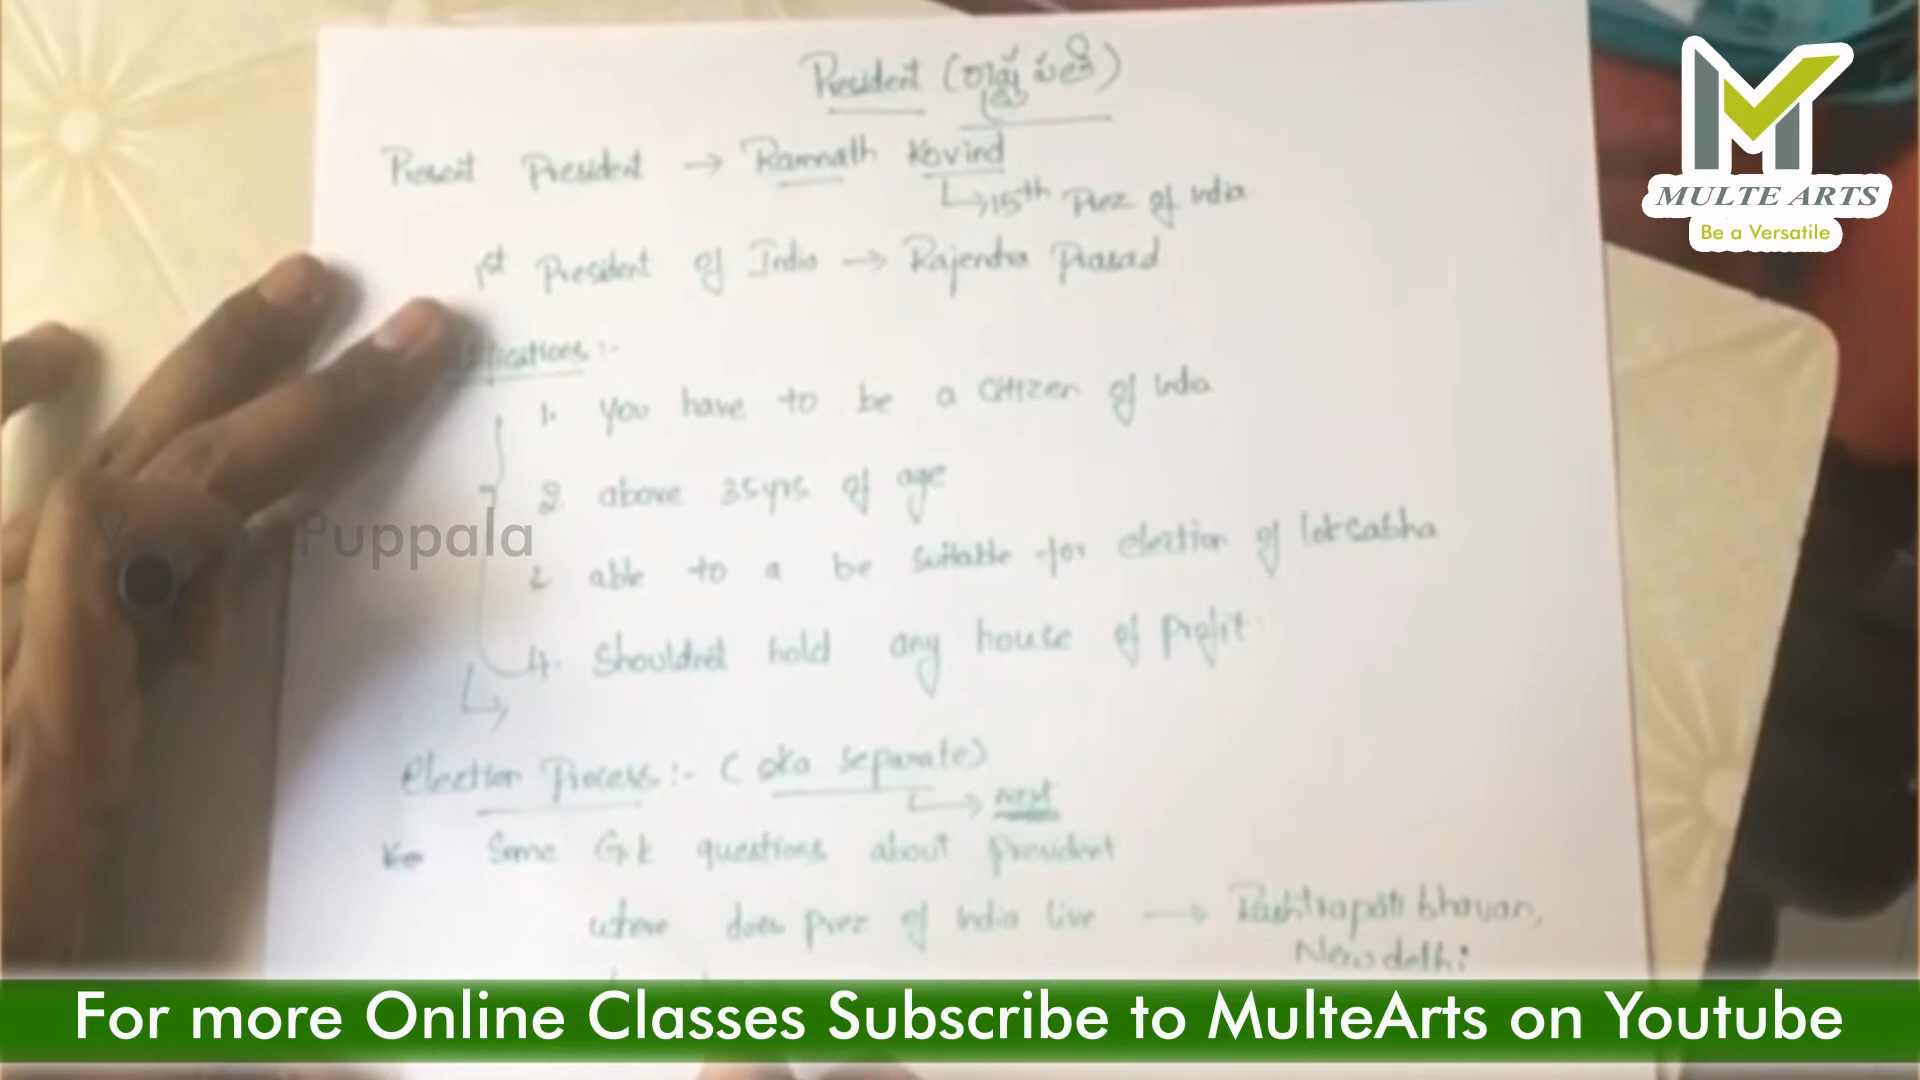 President (రాష్ట్రపతి)
Present President → Ramnath Kovind
→ 15th Prez of India
1st President of India → Rajendra Prasad
ifications :-
1. You have to be a citizen of India
2. above 35yrs of age
able to a be suitable for election of loksabha
4. Shouldn't hold any house of profit
Election Process :- (oka separate)
→ next
Some Gk questions about president
where does prez of India live → Rashtrapati bhavan,
New delhi
Puppala
MULTE ARTS
Be a Versatile
For more Online Classes Subscribe to MulteArts on Youtube